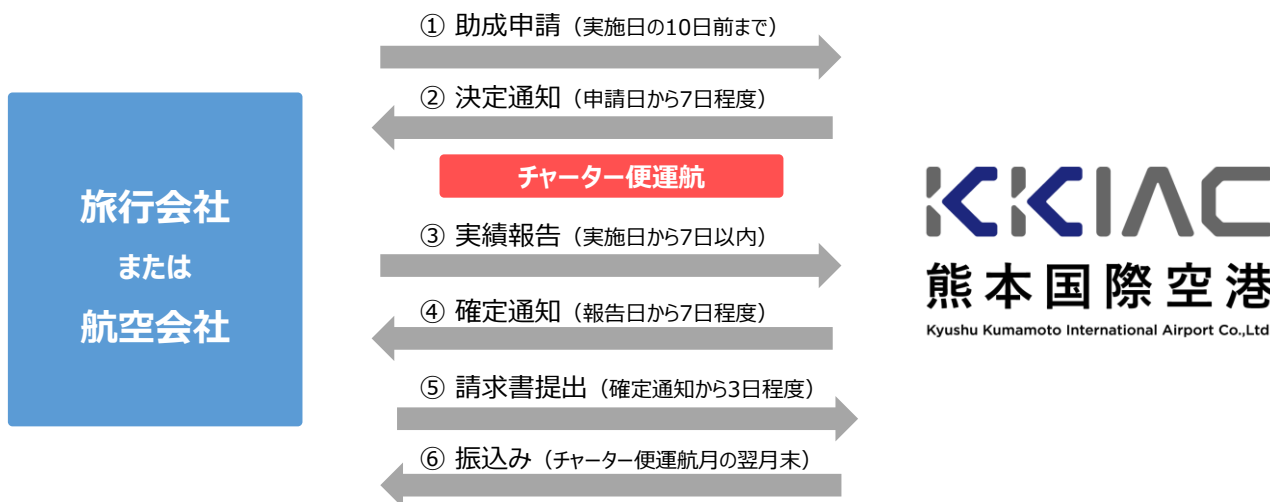 ① 助成申請（実施日の10日前まで）
② 決定通知（申請日から7日程度）
チャーター便運航
③ 実績報告（実施日から7日以内）
④ 確定通知（報告日から7日程度）
⑤ 請求書提出（確定通知から3日程度）
⑥ 振込み（チャーター便運航月の翌月末）
旅行会社
または
航空会社
KKIAC
熊本国際空港
Kyushu Kumamoto International Airport Co.,Ltd